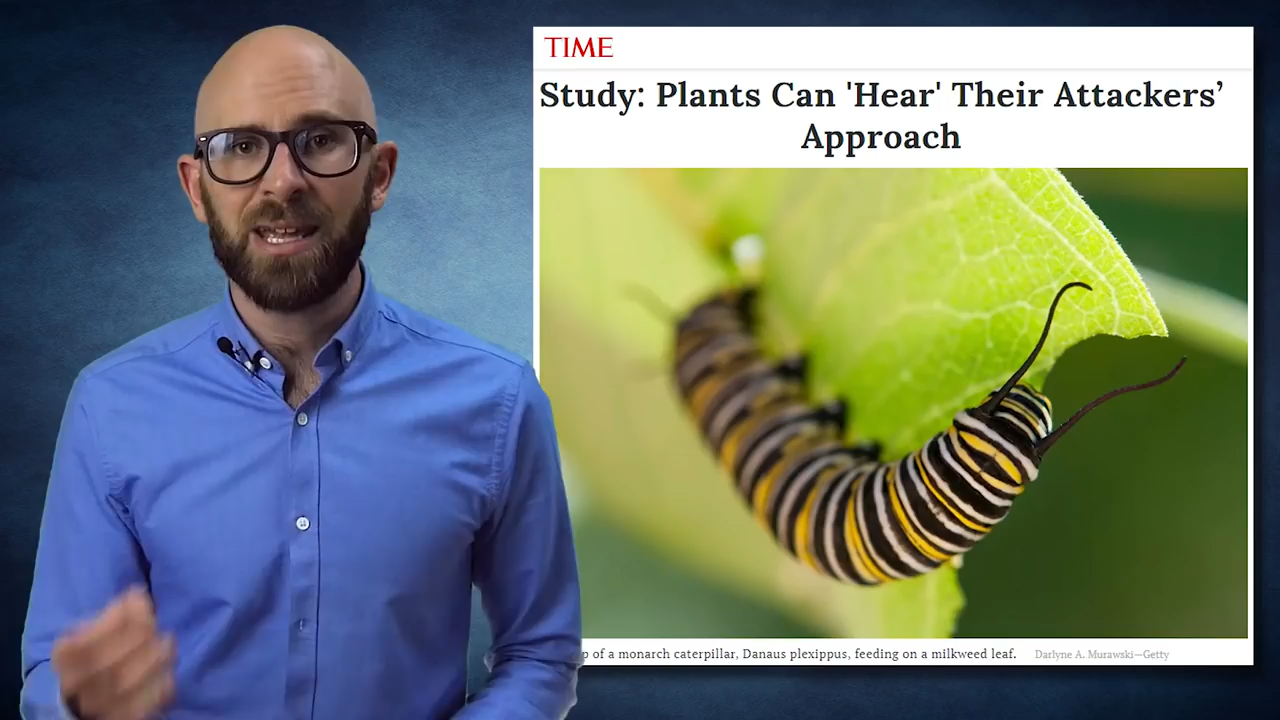 TIME
Study: Plants Can 'Hear' Their Attackers’
Approach
of a monarch caterpillar, Danaus plexippus, feeding on a milkweed leaf. Darlyne A. Murawski—Getty